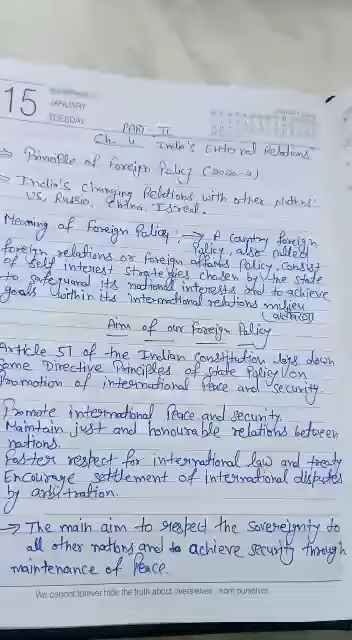 15
JANUARY
TUESDAY
PART - II
Ch. 4 India's External Relations
→ Principle of Foreign Policy (2020-21)
→ India's Changing Relations with other nations:
US, Russia, China, Isreal.
Meaning of Foreign Policy :→ A country foreign
Policy, also called
foreign relations or foreign affairs Policy, consist
of self interest strategies chosen by the state
to safeguard its national interests and to achieve
goals within its international relations milieu
Aim of our Foreign Policy
Article 51 of the Indian constitution lays down
some Directive Principles of State Policy on
Promotion of international Peace and security.
Promote international Peace and security.
Maintain just and honourable relations between
nations.
Foster respect for international law and treaty
Encourage settlement of international disputes
by arbitration.
→ The main aim to respect the sovereignty to
all other nations and to achieve security through
maintenance of Peace.
We cannot forever hide the truth about ourselves, from ourselves.